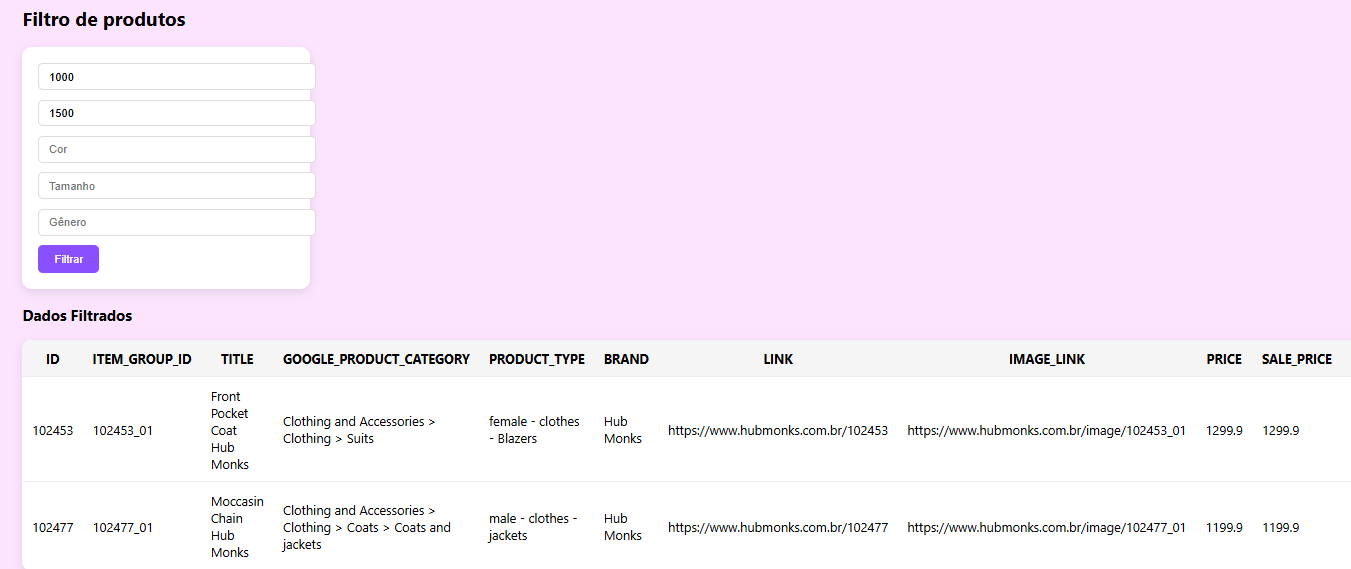 Filtro de produtos
1000
1500
Cor
Tamanho
Gênero
Filtrar
Dados Filtrados
ID ITEM_GROUP_ID TITLE GOOGLE_PRODUCT_CATEGORY PRODUCT_TYPE BRAND LINK IMAGE_LINK PRICE SALE_PRICE
102453
102453_01
Front
Pocket
Coat
Hub
Monks
Clothing and Accessories >
Clothing > Suits
female - clothes
- Blazers
Hub
Monks
https://www.hubmonks.com.br/102453
https://www.hubmonks.com.br/image/102453_01
1299.9
1299.9
102477
102477_01
Moccasin
Chain
Hub
Monks
Clothing and Accessories >
Clothing > Coats > Coats and
jackets
male - clothes -
jackets
Hub
Monks
https://www.hubmonks.com.br/102477
https://www.hubmonks.com.br/image/102477_01
1199.9
1199.9